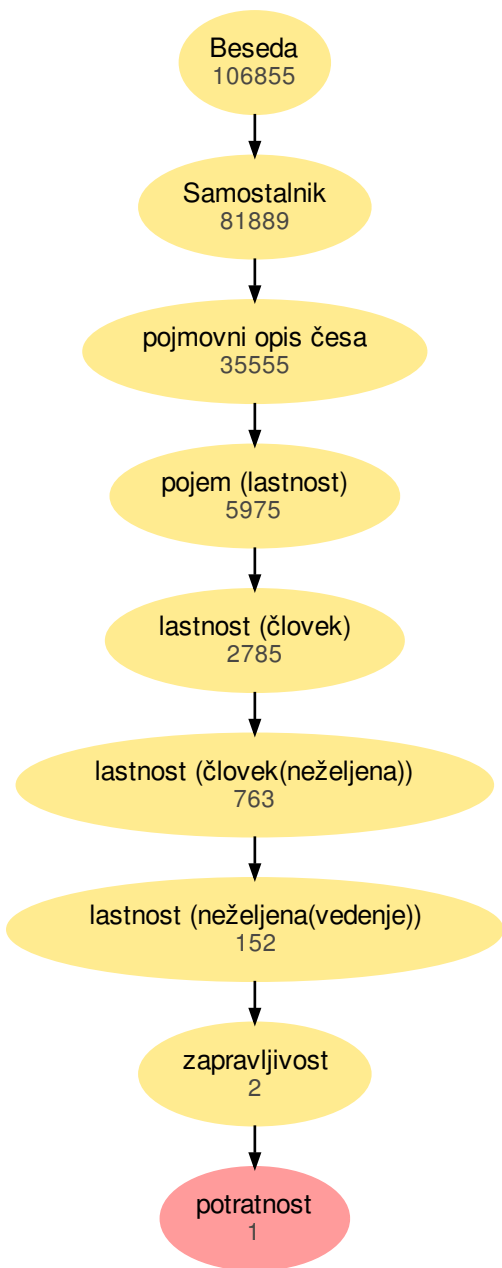 Beseda
106855
Samostalnik
81889
pojmovni opis česa
35555
pojem (lastnost)
5975
lastnost (človek)
2785
lastnost (človek(neželjena))
763
lastnost (neželjena(vedenje))
152
zapravljivost
2
potratnost
1